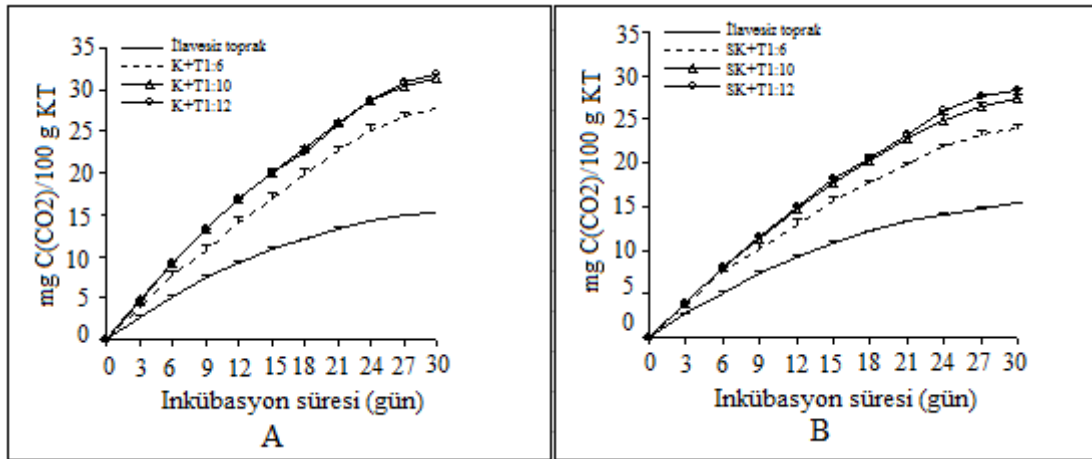 İlavesiz toprak
K+T1:6
K+T1:10
K+T1:12
mg C(CO2)/100 g KT
35
30
25
20
15
10
5
0
0 3 6 9 12 15 18 21 24 27 30
Inkübasyon süresi (gün)
A
İlavesiz toprak
SK+T1:6
SK+T1:10
SK+T1:12
mg C(CO2)/100 g KT
35
30
25
20
15
10
5
0
0 3 6 9 12 15 18 21 24 27 30
Inkübasyon süresi (gün)
B